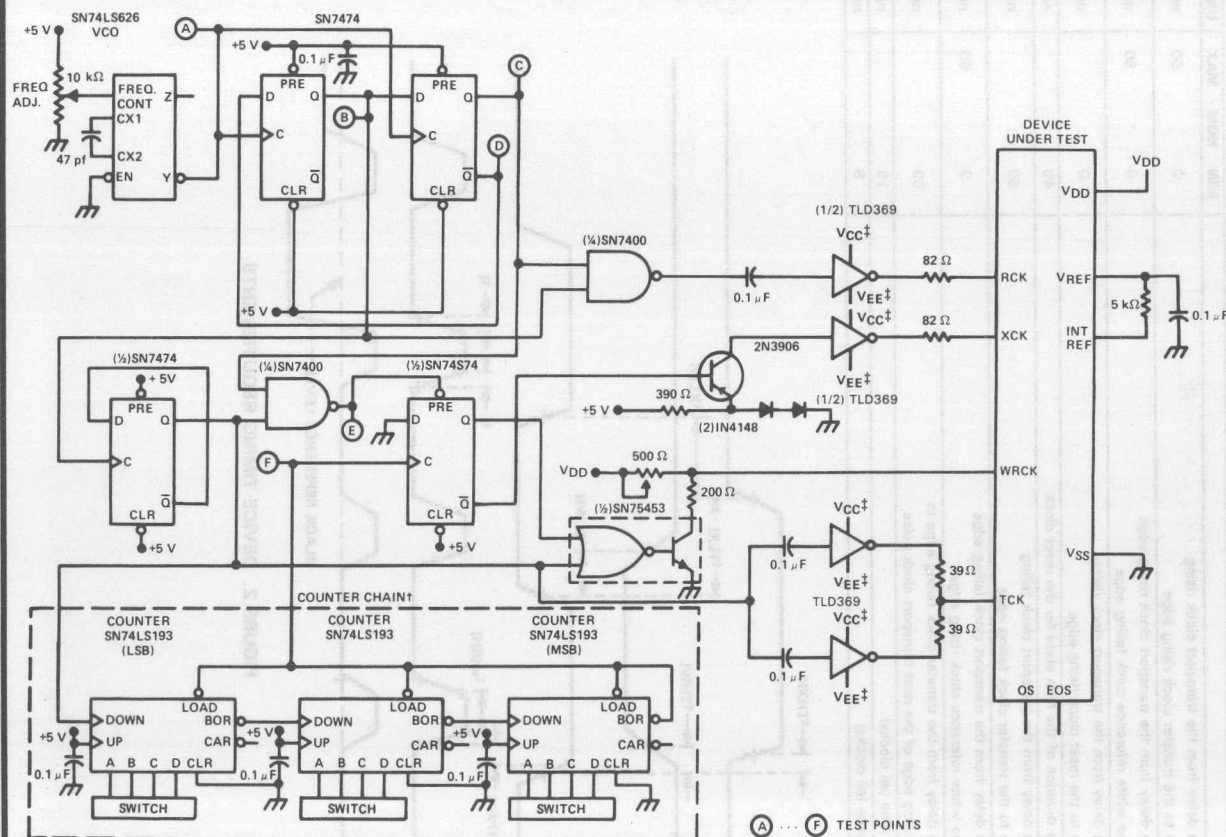 SN74LS626
VCO
+5 V
A
SN7474
+5 V
0.1 μF
FREQ
ADJ.
10 kΩ
FREQ.
CONT
Z
CX1
CX2
47 pf
EN
Y
PRE
D
Q
C
Q̅
CLR
B
PRE
D
Q
C
Q̅
CLR
C
D
+5 V
(¼)SN7400
0.1 μF
(1/2) TLD369
VCC‡
VEE‡
82 Ω
VCC‡
VEE‡
(1/2) TLD369
82 Ω
DEVICE
UNDER TEST
VDD
VDD
RCK
VREF
5 kΩ
0.1 μF
XCK
INT
REF
WRCK
VSS
TCK
OS
EOS
(½)SN7474
+5V
PRE
D
Q
C
Q̅
CLR
+5 V
(¼)SN7400
E
F
(½)SN74S74
PRE
D
Q
C
Q̅
CLR
+5 V
2N3906
390 Ω
+5 V
(2)IN4148
VDD
500 Ω
200 Ω
(½)SN75453
0.1 μF
VCC‡
VEE‡
TLD369
VCC‡
VEE‡
0.1 μF
39 Ω
39 Ω
COUNTER CHAIN†
COUNTER
SN74LS193
(LSB)
COUNTER
SN74LS193
COUNTER
SN74LS193
(MSB)
LOAD
DOWN
BOR
UP
CAR
A B C D CLR
+5 V
0.1 μF
SWITCH
LOAD
DOWN
BOR
UP
CAR
A B C D CLR
+5 V
0.1 μF
SWITCH
LOAD
DOWN
BOR
UP
CAR
A B C D CLR
+5 V
0.1 μF
SWITCH
A ... F TEST POINTS